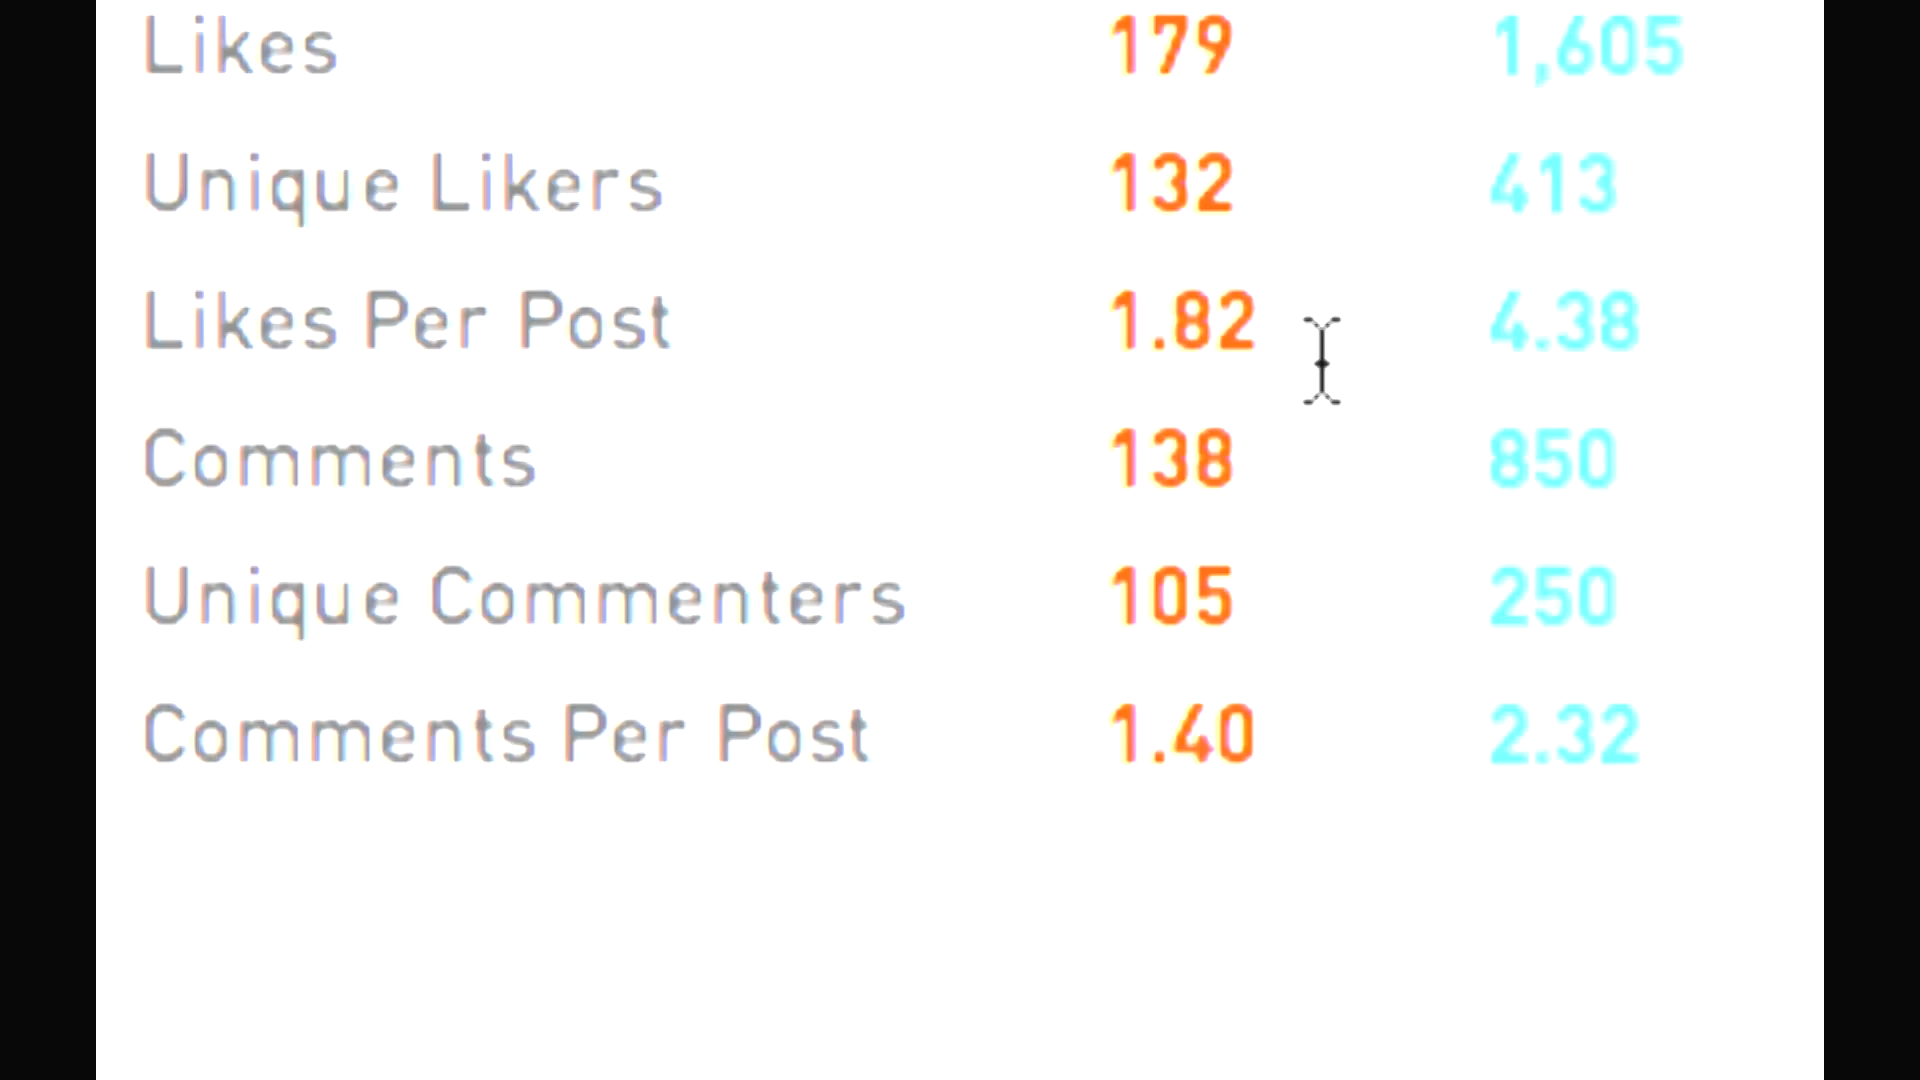 Likes 179 1,605
Unique Likers 132 413
Likes Per Post 1.82 4.38
Comments 138 850
Unique Commenters 105 250
Comments Per Post 1.40 2.32